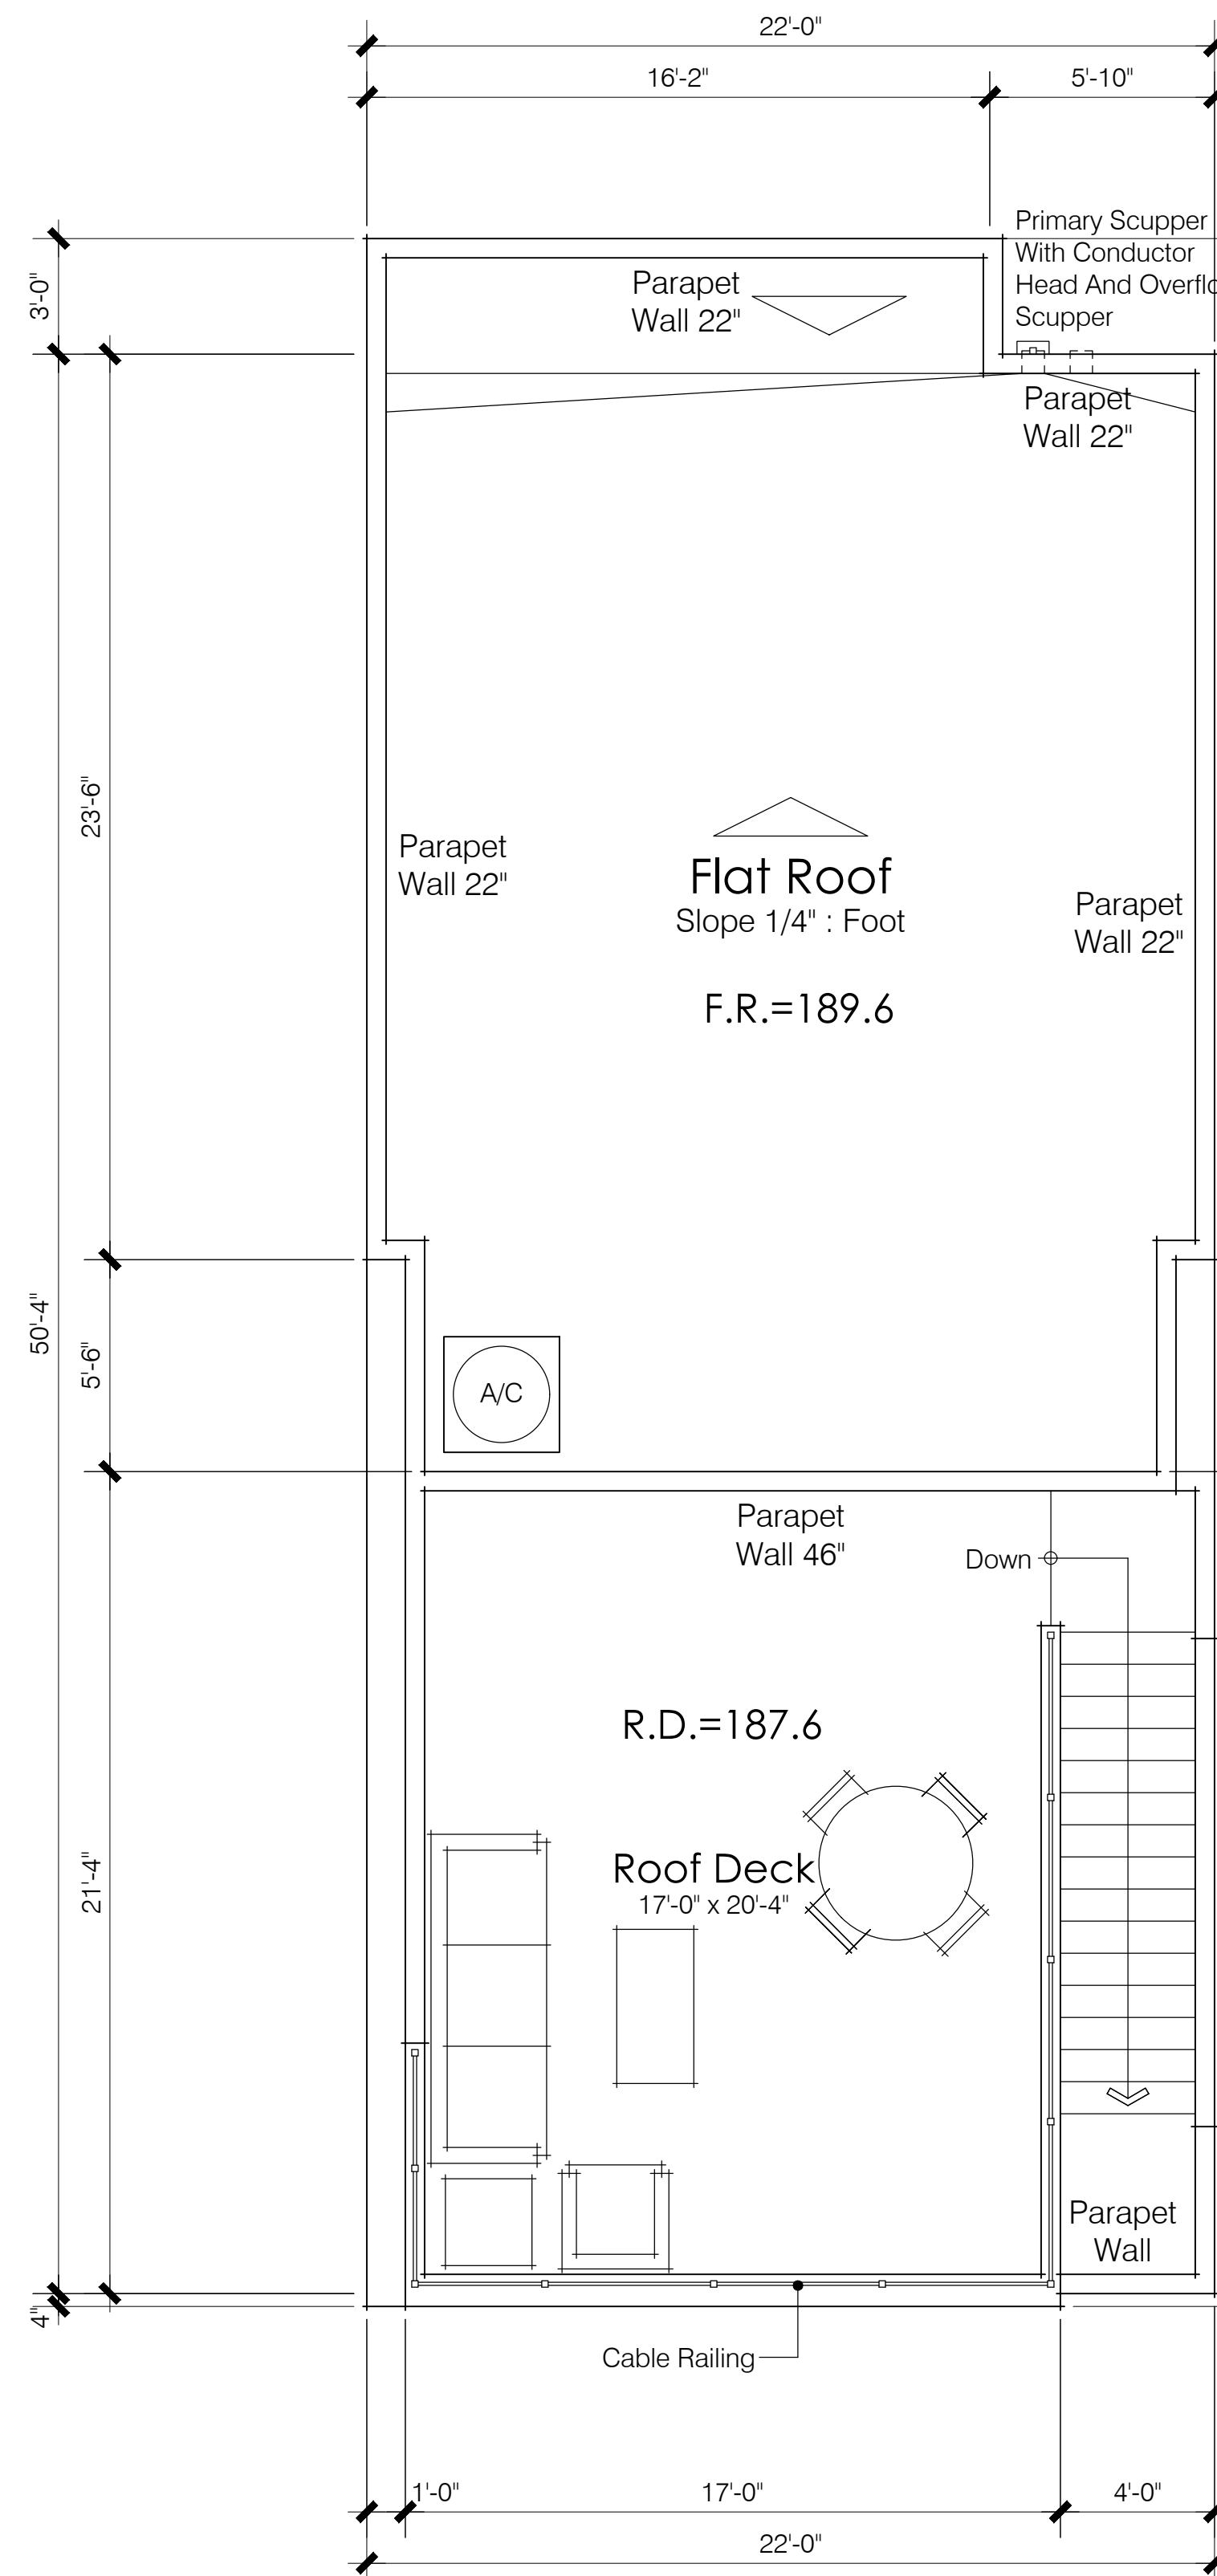 22'-0"
16'-2"
5'-10"
Primary Scupper
With Conductor
Head And Overflo
Scupper
3'-0"
Parapet
Wall 22"
Parapet
Wall 22"
23'-6"
Parapet
Wall 22"
Flat Roof
Slope 1/4" : Foot
Parapet
Wall 22"
F.R.=189.6
50'-4"
5'-6"
A/C
Parapet
Wall 46"
Down
R.D.=187.6
21'-4"
Roof Deck
17'-0" x 20'-4"
Parapet
Wall
4"
Cable Railing
1'-0"
17'-0"
4'-0"
22'-0"